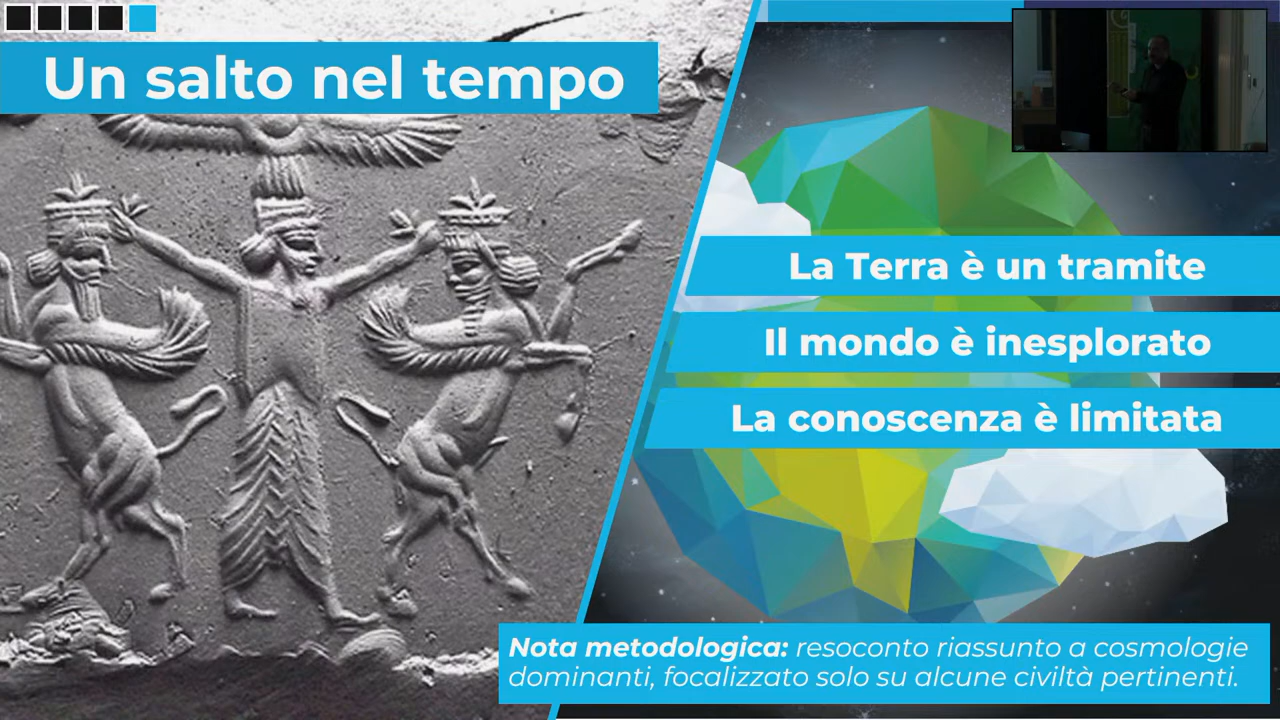 Un salto nel tempo
La Terra è un tramite
Il mondo è inesplorato
La conoscenza è limitata
Nota metodologica: resoconto riassunto a cosmologie
dominanti, focalizzato solo su alcune civiltà pertinenti.